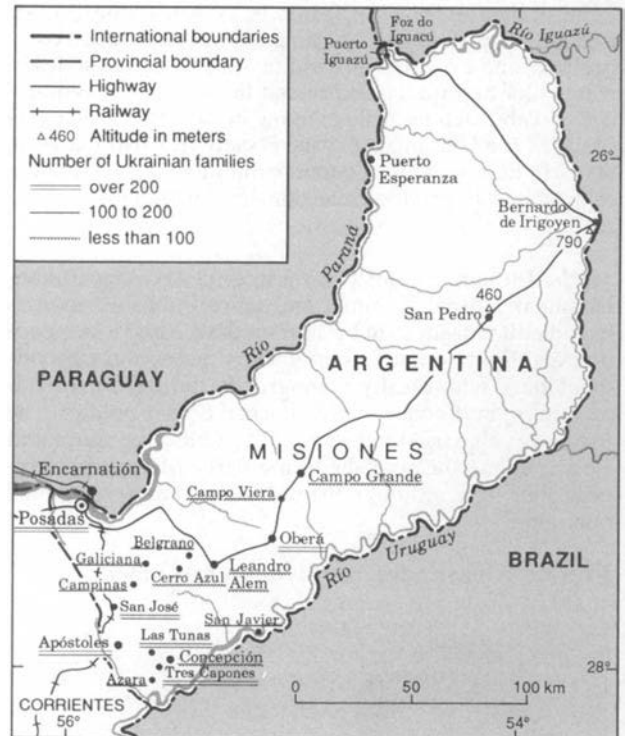 International boundaries
Provincial boundary
Highway
Railway
460 Altitude in meters
Number of Ukrainian families
over 200
100 to 200
less than 100
Foz do
Iguacú
Puerto
Iguazú
Río Iguazú
26°
Puerto
Esperanza
Bernardo
de Irigoyen
790
Río Paraná
460
San Pedro
ARGENTINA
PARAGUAY
MISIONES
Encarnatión
Campo Grande
Campo Viera
Posadas
Oberá
Belgrano
Galiciana
Cerro Azul
Leandro
Alem
Río Uruguay
BRAZIL
Campinas
San José
San Javier
Apóstoles
Las Tunas
Concepción
Tres Capones
Azara
28°
CORRIENTES
56°
0 50 100 km
54°